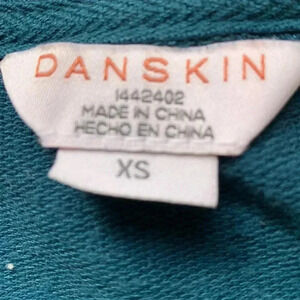 DANSKIN
1442402
MADE IN CHINA
HECHO EN CHINA
XS